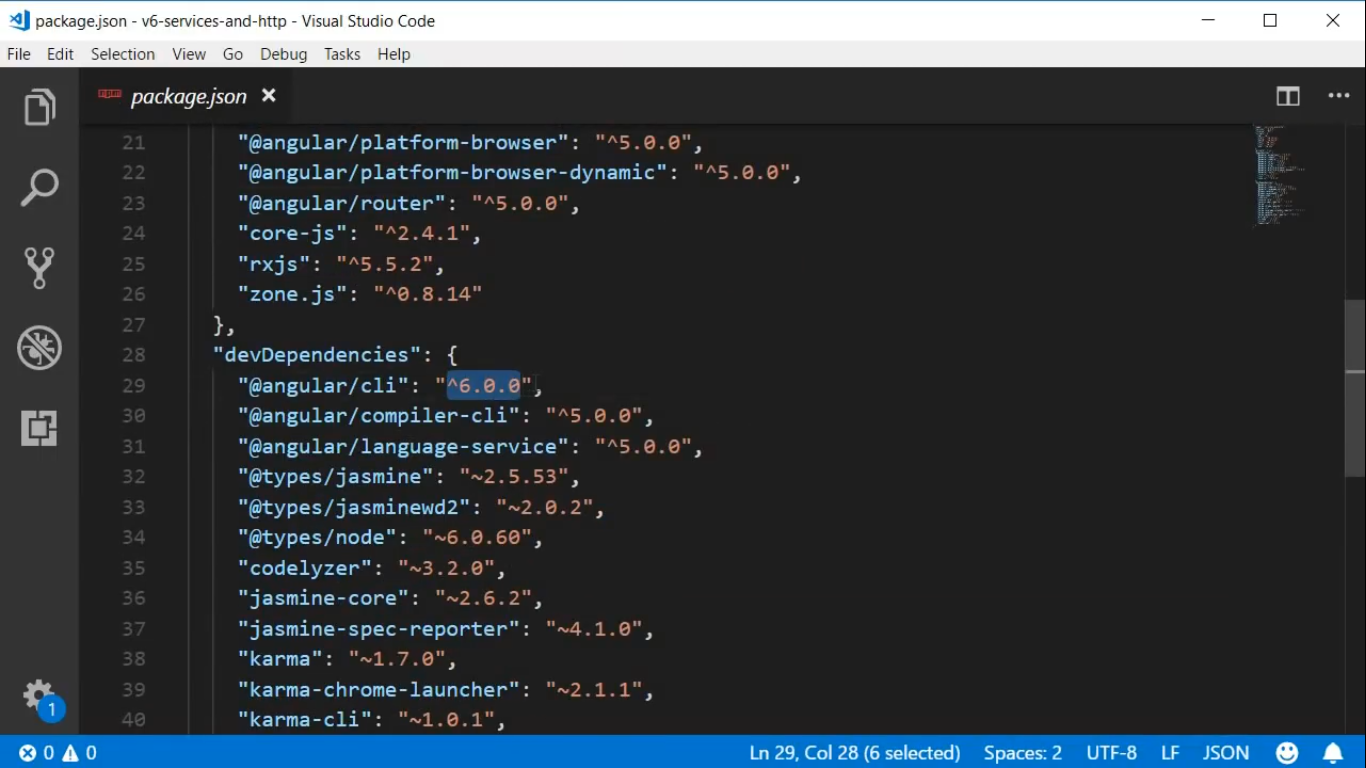 package.json - v6-services-and-http - Visual Studio Code
File Edit Selection View Go Debug Tasks Help
npm package.json
21 "@angular/platform-browser": "^5.0.0",
22 "@angular/platform-browser-dynamic": "^5.0.0",
23 "@angular/router": "^5.0.0",
24 "core-js": "^2.4.1",
25 "rxjs": "^5.5.2",
26 "zone.js": "^0.8.14"
27 },
28 "devDependencies": {
29 "@angular/cli": "^6.0.0",
30 "@angular/compiler-cli": "^5.0.0",
31 "@angular/language-service": "^5.0.0",
32 "@types/jasmine": "~2.5.53",
33 "@types/jasminewd2": "~2.0.2",
34 "@types/node": "~6.0.60",
35 "codelyzer": "~3.2.0",
36 "jasmine-core": "~2.6.2",
37 "jasmine-spec-reporter": "~4.1.0",
38 "karma": "~1.7.0",
39 "karma-chrome-launcher": "~2.1.1",
40 "karma-cli": "~1.0.1",
1
0 0 Ln 29, Col 28 (6 selected) Spaces: 2 UTF-8 LF JSON